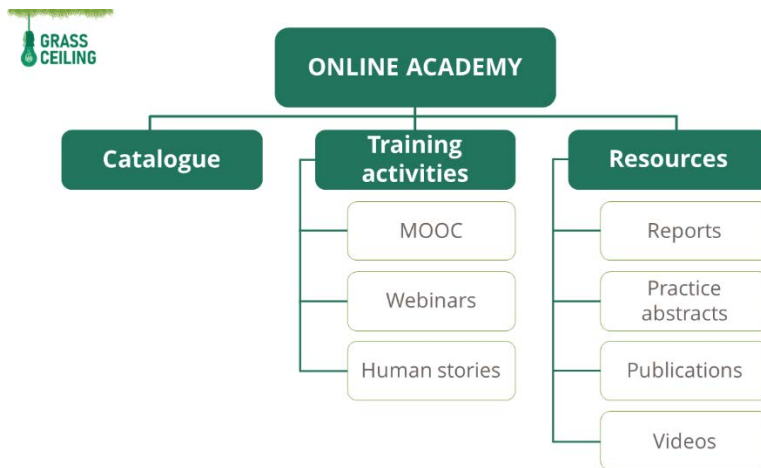 GRASS
CEILING
ONLINE ACADEMY
Catalogue
Training
activities
MOOC
Webinars
Human stories
Resources
Reports
Practice
abstracts
Publications
Videos